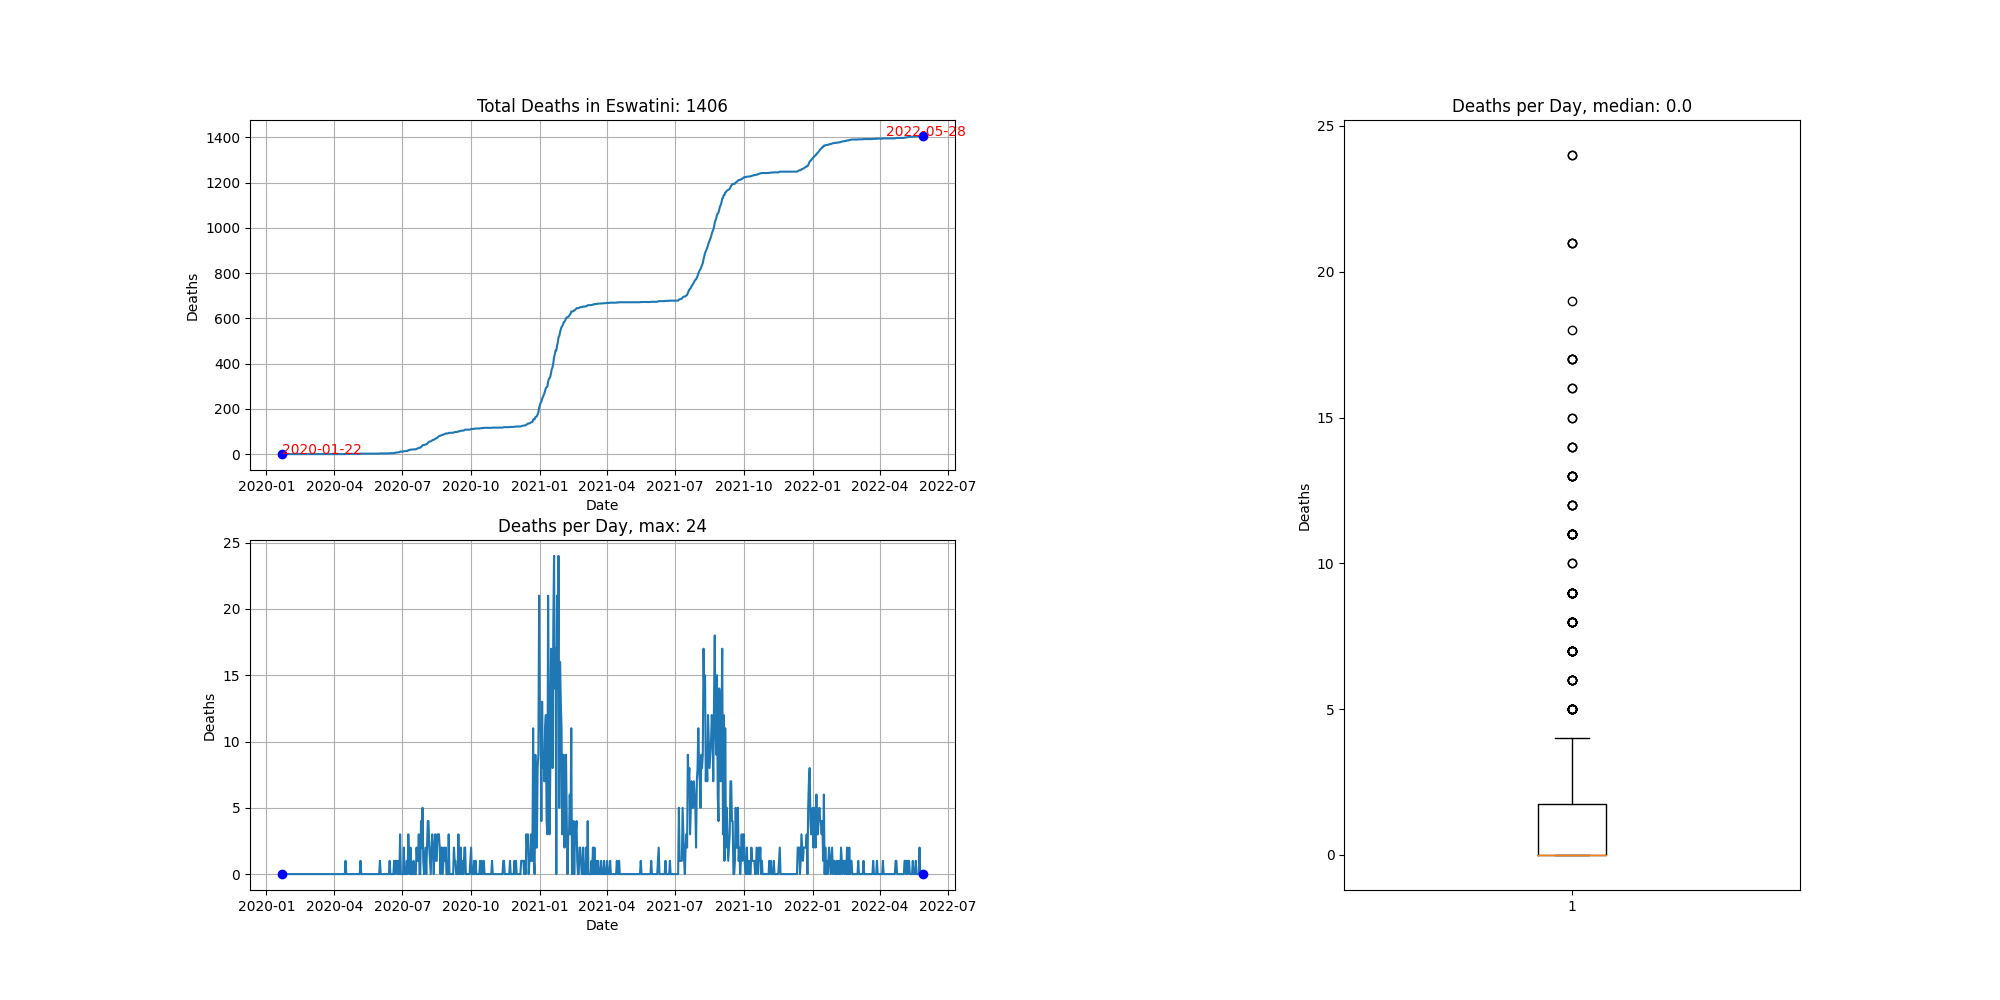 Total Deaths in Eswatini: 1406
Deaths
1400
1200
1000
800
600
400
200
0
2022-05-28
2020-01-22
2020-01 2020-04 2020-07 2020-10 2021-01 2021-04 2021-07 2021-10 2022-01 2022-04 2022-07
Date
Deaths per Day, max: 24
Deaths
25
20
15
10
5
0
2020-01 2020-04 2020-07 2020-10 2021-01 2021-04 2021-07 2021-10 2022-01 2022-04 2022-07
Date
Deaths per Day, median: 0.0
Deaths
25
20
15
10
5
0
1